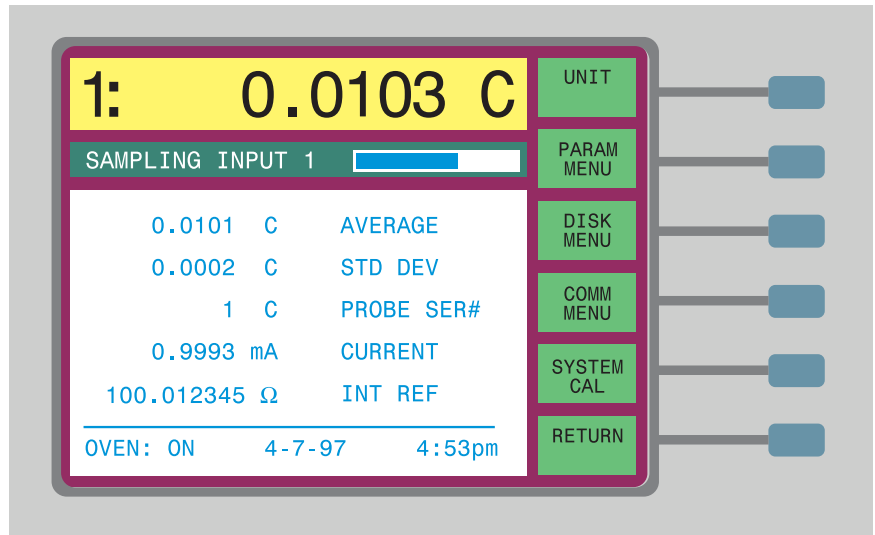 1: 0.0103 C
SAMPLING INPUT 1
0.0101 C AVERAGE
0.0002 C STD DEV
1 C PROBE SER#
0.9993 mA CURRENT
100.012345 Ω INT REF
OVEN: ON 4-7-97 4:53pm
UNIT
PARAM
MENU
DISK
MENU
COMM
MENU
SYSTEM
CAL
RETURN